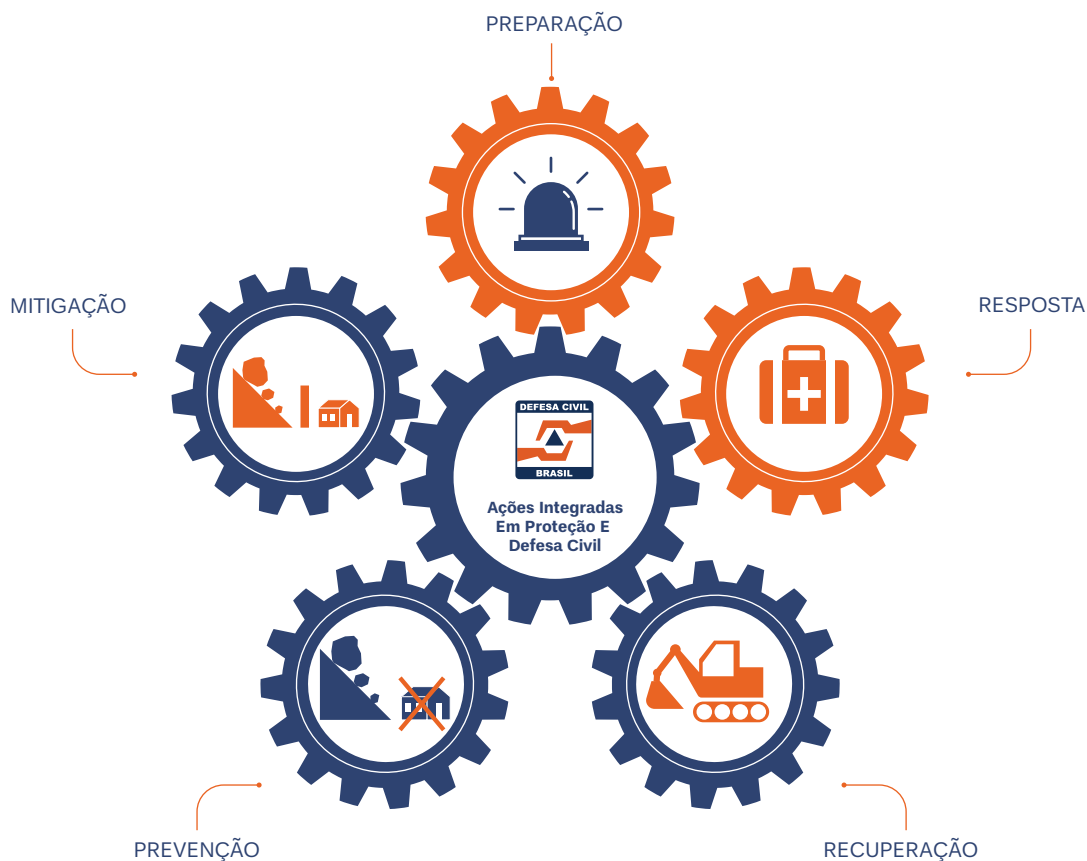 PREPARAÇÃO
MITIGAÇÃO
RESPOSTA
DEFESA CIVIL
BRASIL
Ações Integradas
Em Proteção E
Defesa Civil
PREVENÇÃO
RECUPERAÇÃO